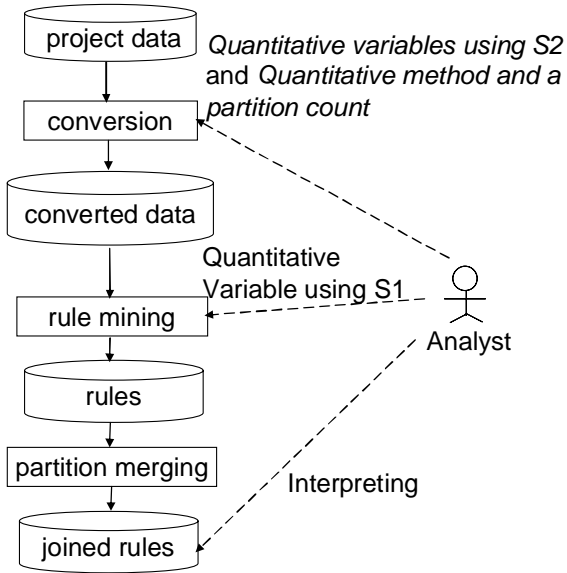 project data
Quantitative variables using S2
and Quantitative method and a
partition count
conversion
converted data
Quantitative
Variable using S1
rule mining
Analyst
rules
partition merging
Interpreting
joined rules